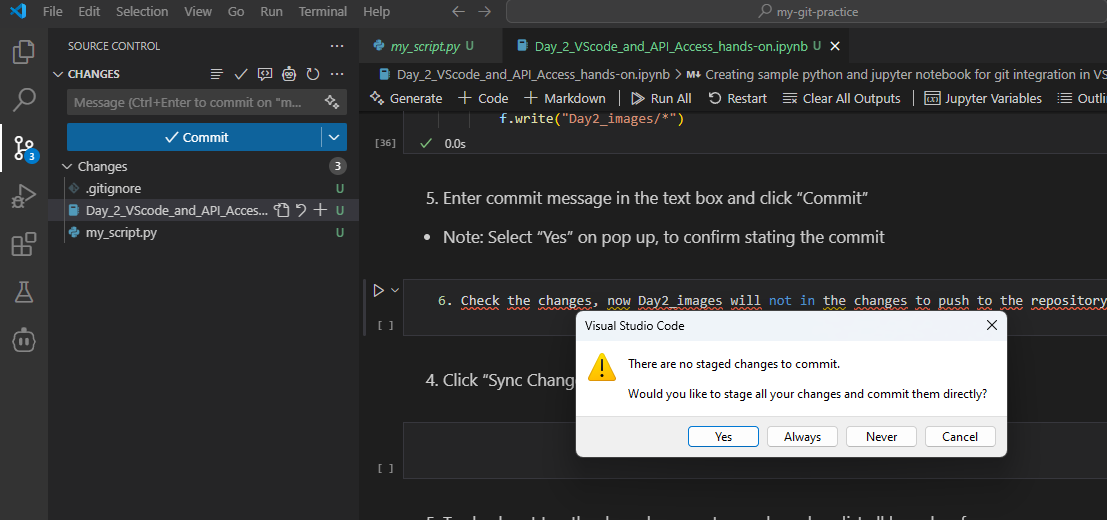 File Edit Selection View Go Run Terminal Help
my-git-practice
SOURCE CONTROL
CHANGES
Message (Ctrl+Enter to commit on "m...
Commit
Changes 3
.gitignore U
Day_2_VScode_and_API_Acces... U
my_script.py U
3
my_script.py U
Day_2_VScode_and_API_Access_hands-on.ipynb U
Day_2_VScode_and_API_Access_hands-on.ipynb > M↓ Creating sample python and jupyter notebook for git integration in VS
Generate + Code + Markdown Run All Restart Clear All Outputs Jupyter Variables Outlin
f.write("Day2_images/*")
[36] 0.0s
5. Enter commit message in the text box and click “Commit”
• Note: Select “Yes” on pop up, to confirm stating the commit
6. Check the changes, now Day2_images will not in the changes to push to the repository
[ ]
4. Click “Sync Chang
[ ]
Visual Studio Code
There are no staged changes to commit.
Would you like to stage all your changes and commit them directly?
Yes Always Never Cancel